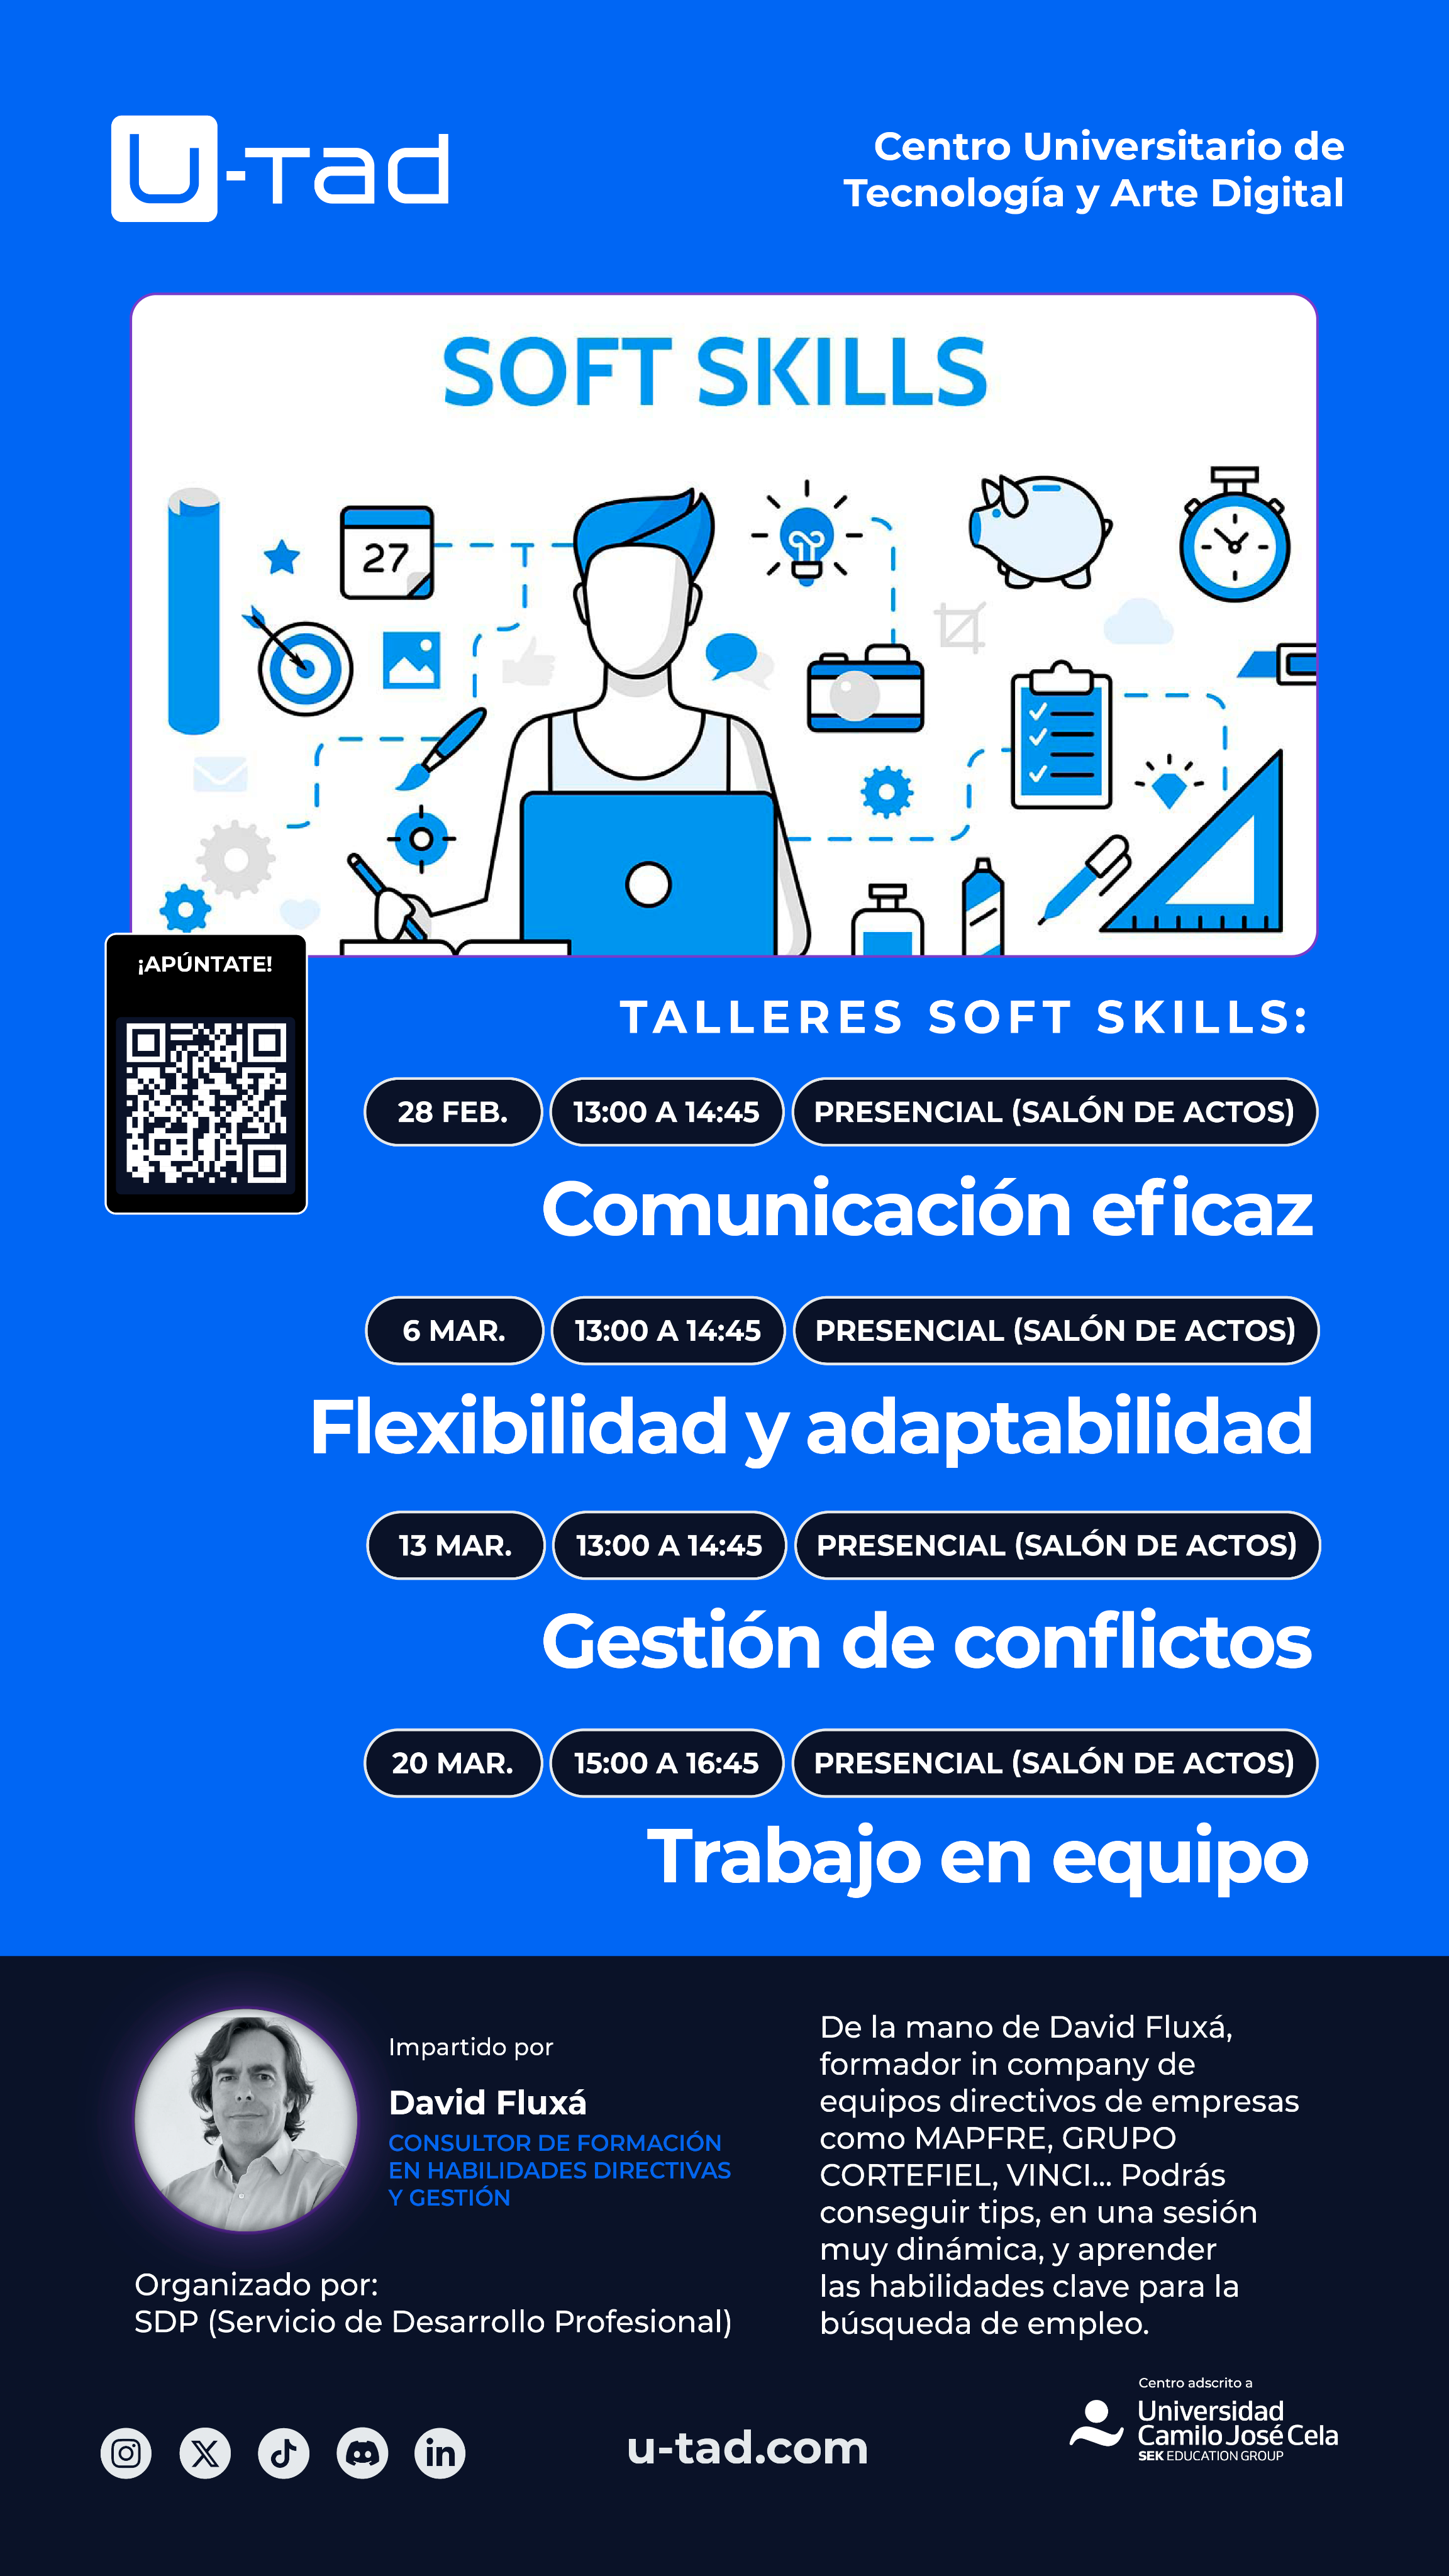 U-tad
Centro Universitario de
Tecnología y Arte Digital
SOFT SKILLS
27
¡APÚNTATE!
TALLERES SOFT SKILLS:
28 FEB. 13:00 A 14:45 PRESENCIAL (SALÓN DE ACTOS)
Comunicación eficaz
6 MAR. 13:00 A 14:45 PRESENCIAL (SALÓN DE ACTOS)
Flexibilidad y adaptabilidad
13 MAR. 13:00 A 14:45 PRESENCIAL (SALÓN DE ACTOS)
Gestión de conflictos
20 MAR. 15:00 A 16:45 PRESENCIAL (SALÓN DE ACTOS)
Trabajo en equipo
Impartido por
David Fluxá
CONSULTOR DE FORMACIÓN
EN HABILIDADES DIRECTIVAS
Y GESTIÓN
Organizado por:
SDP (Servicio de Desarrollo Profesional)
De la mano de David Fluxá,
formador in company de
equipos directivos de empresas
como MAPFRE, GRUPO
CORTEFIEL, VINCI... Podrás
conseguir tips, en una sesión
muy dinámica, y aprender
las habilidades clave para la
búsqueda de empleo.
u-tad.com
Centro adscrito a
Universidad
Camilo José Cela
SEK EDUCATION GROUP